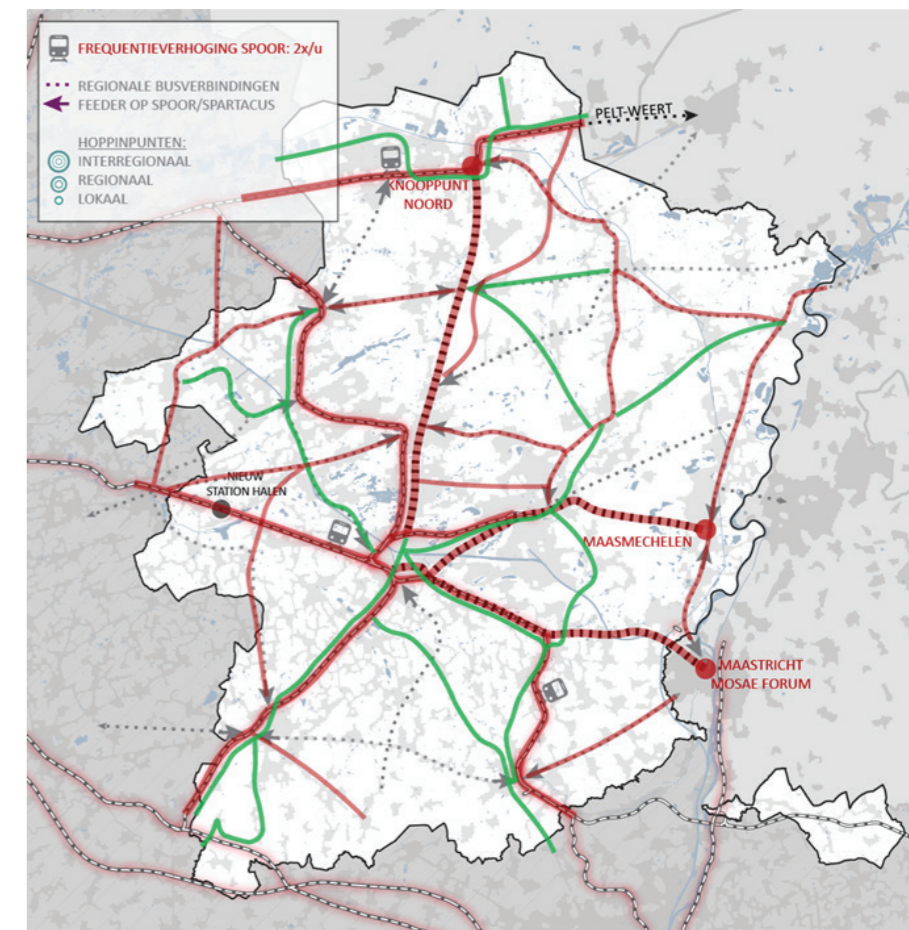 FREQUENTIEVERHOGING SPOOR: 2x/u
REGIONALE BUSVERBINDINGEN
FEEDER OP SPOOR/SPARTACUS
HOPPINPUNTEN:
INTERREGIONAAL
REGIONAAL
LOKAAL
PELT-WEERT
KNOOPPUNT
NOORD
NIEUW
STATION HALEN
MAASMECHELEN
MAASTRICHT
MOSAE FORUM